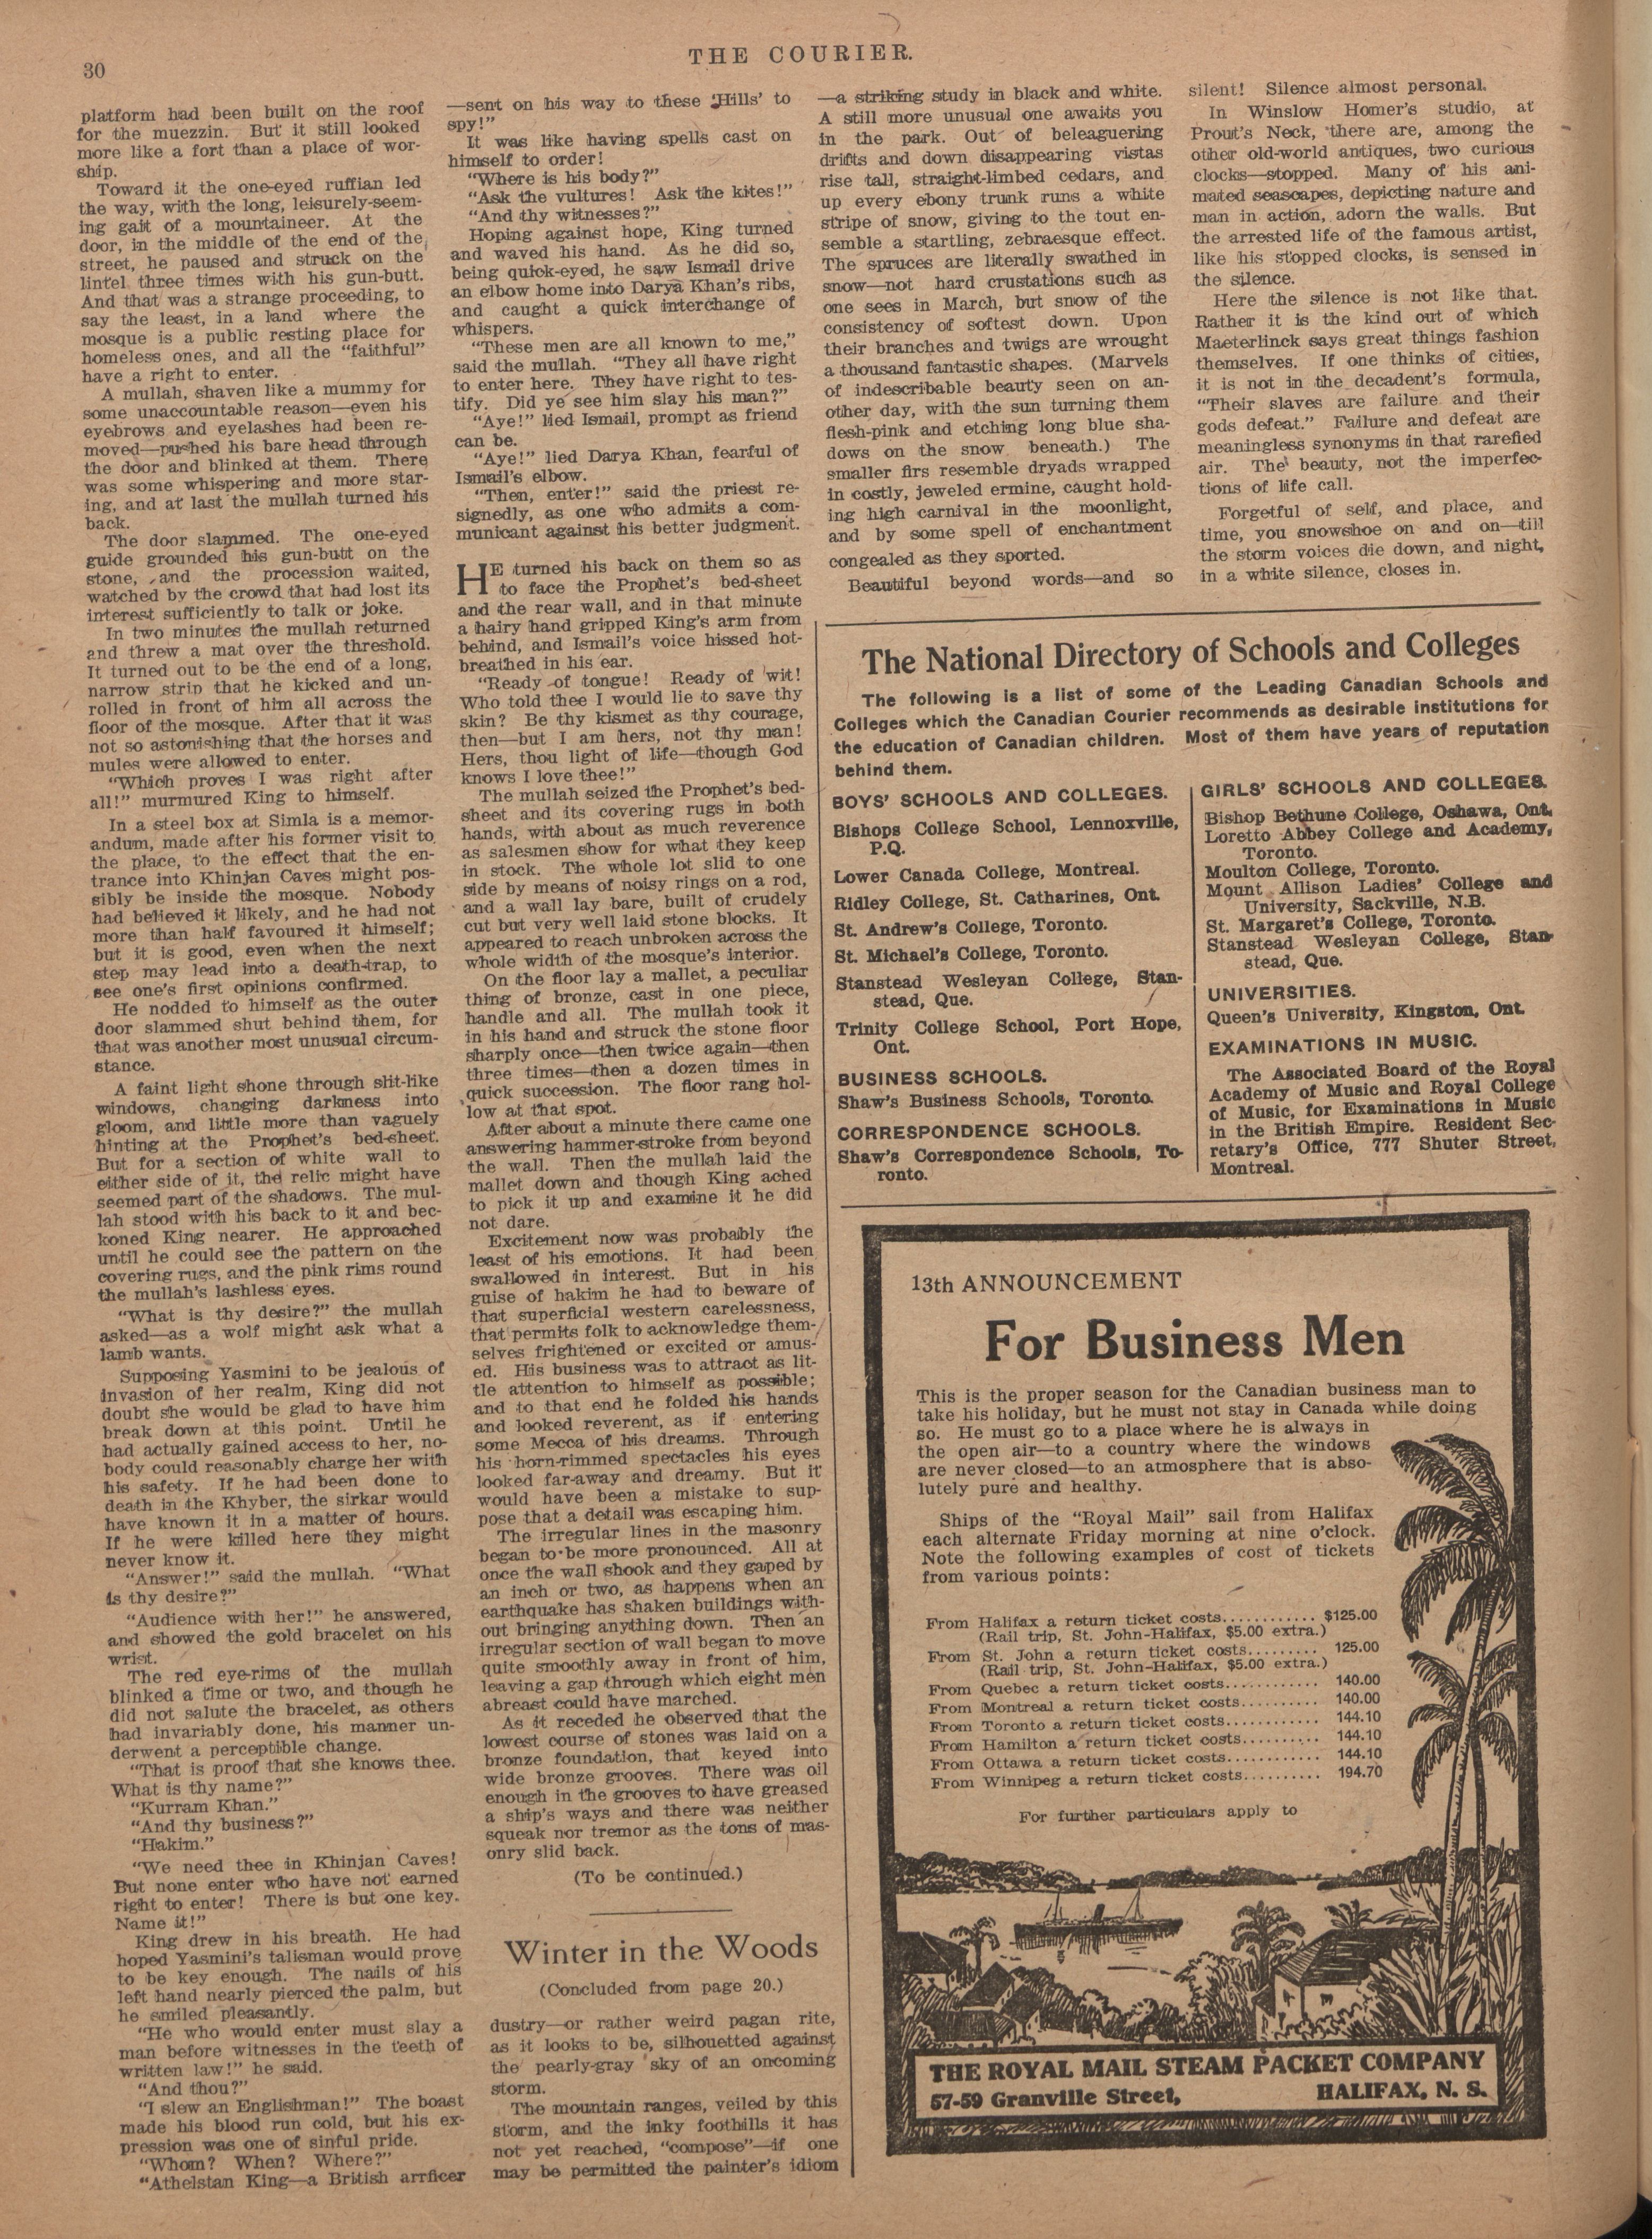 30
THE COURIER.
platform had been built on the roof
for the muezzin. But it still looked
more like a fort than a place of wor-
ship.
Toward it the one-eyed ruffian led
the way, with the long, leisurely-seem-
ing gait of a mountaineer. At the
door, in the middle of the end of the
street, he paused and struck on the
lintel three times with his gun-butt.
And that was a strange proceeding, to
say the least, in a land where the
mosque is a public resting place for
homeless ones, and all the “faithful”
have a right to enter.
A mullah, shaven like a mummy for
some unaccountable reason—even his
eyebrows and eyelashes had been re-
moved—pushed his bare head through
the door and blinked at them. There
was some whispering and more star-
ing, and at last the mullah turned his
back.
The door slammed. The one-eyed
guide grounded his gun-butt on the
stone, and the procession waited,
watched by the crowd that had lost its
interest sufficiently to talk or joke.
In two minutes the mullah returned
and threw a mat over the threshold.
It turned out to be the end of a long,
narrow strip that he kicked and un-
rolled in front of him all across the
floor of the mosque. After that it was
not so astonishing that the horses and
mules were allowed to enter.
“Which proves I was right after
all!” murmured King to himself.
In a steel box at Simla is a memor-
andum, made after his former visit to
the place, to the effect that the en-
trance into Khinjan Caves might pos-
sibly be inside the mosque. Nobody
had believed it likely, and he had not
more than half favoured it himself;
but it is good, even when the next
step may lead into a death-trap, to
see one's first opinions confirmed.
He nodded to himself as the outer
door slammed shut behind them, for
that was another most unusual circum-
stance.
A faint light shone through slit-like
windows, changing darkness into
gloom, and little more than vaguely
hinting at the Prophet's bed-sheet.
But for a section of white wall to
either side of it, the relic might have
seemed part of the shadows. The mul-
lah stood with his back to it and bec-
koned King nearer. He approached
until he could see the pattern on the
covering rugs, and the pink rims round
the mullah's lashless eyes.
“What is thy desire?” the mullah
asked—as a wolf might ask what a
lamb wants.
Supposing Yasmini to be jealous of
invasion of her realm, King did not
doubt she would be glad to have him
break down at this point. Until he
had actually gained access to her, no-
body could reasonably charge her with
his safety. If he had been done to
death in the Khyber, the sirkar would
have known it in a matter of hours.
If he were killed here they might
never know it.
“Answer!” said the mullah. “What
is thy desire?”
“Audience with her!” he answered,
and showed the gold bracelet on his
wrist.
The red eye-rims of the mullah
blinked a time or two, and though he
did not salute the bracelet, as others
had invariably done, his manner un-
derwent a perceptible change.
“That is proof that she knows thee.
What is thy name?”
“Kurram Khan.”
“And thy business?”
“Hakim.”
“We need thee in Khinjan Caves!
But none enter who have not earned
right to enter! There is but one key.
Name it!”
King drew in his breath. He had
hoped Yasmini's talisman would prove
to be key enough. The nails of his
left hand nearly pierced the palm, but
he smiled pleasantly.
“He who would enter must slay a
man before witnesses in the teeth of
written law!” he said.
“And thou?”
“I slew an Englishman!” The boast
made his blood run cold, but his ex-
pression was one of sinful pride.
“Whom? When? Where?”
“Athelstan King—a British arrficer
—sent on his way to these ‘Hills’ to
spy!”
It was like having spells cast on
himself to order!
“Where is his body?”
“Ask the vultures! Ask the kites!”
“And thy witnesses?”
Hoping against hope, King turned
and waved his hand. As he did so,
being quick-eyed, he saw Ismail drive
an elbow home into Darya Khan's ribs,
and caught a quick interchange of
whispers.
“These men are all known to me,”
said the mullah. “They all have right
to enter here. They have right to tes-
tify. Did ye see him slay his man?”
“Aye!” lied Ismail, prompt as friend
can be.
“Aye!” lied Darya Khan, fearful of
Ismail's elbow.
“Then, enter!” said the priest re-
signedly, as one who admits a com-
municant against his better judgment.
HE turned his back on them so as
to face the Prophet's bed-sheet
and the rear wall, and in that minute
a hairy hand gripped King's arm from
behind, and Ismail's voice hissed hot-
breathed in his ear.
“Ready of tongue! Ready of wit!
Who told thee I would lie to save thy
skin? Be thy kismet as thy courage,
then—but I am hers, not thy man!
Hers, thou light of life—though God
knows I love thee!”
The mullah seized the Prophet's bed-
sheet and its covering rugs in both
hands, with about as much reverence
as salesmen show for what they keep
in stock. The whole lot slid to one
side by means of noisy rings on a rod,
and a wall lay bare, built of crudely
cut but very well laid stone blocks. It
appeared to reach unbroken across the
whole width of the mosque's interior.
On the floor lay a mallet, a peculiar
thing of bronze, cast in one piece,
handle and all. The mullah took it
in his hand and struck the stone floor
sharply once—then twice again—then
three times—then a dozen times in
quick succession. The floor rang hol-
low at that spot.
After about a minute there came one
answering hammer-stroke from beyond
the wall. Then the mullah laid the
mallet down and though King ached
to pick it up and examine it he did
not dare.
Excitement now was probably the
least of his emotions. It had been
swallowed in interest. But in his
guise of hakim he had to beware of
that superficial western carelessness,
that permits folk to acknowledge them-
selves frightened or excited or amus-
ed. His business was to attract as lit-
tle attention to himself as possible;
and to that end he folded his hands
and looked reverent, as if entering
some Mecca of his dreams. Through
his horn-rimmed spectacles his eyes
looked far-away and dreamy. But it
would have been a mistake to sup-
pose that a detail was escaping him.
The irregular lines in the masonry
began to be more pronounced. All at
once the wall shook and they gaped by
an inch or two, as happens when an
earthquake has shaken buildings with-
out bringing anything down. Then an
irregular section of wall began to move
quite smoothly away in front of him,
leaving a gap through which eight men
abreast could have marched.
As it receded he observed that the
lowest course of stones was laid on a
bronze foundation, that keyed into
wide bronze grooves. There was oil
enough in the grooves to have greased
a ship's ways and there was neither
squeak nor tremor as the tons of mas-
onry slid back.
(To be continued.)
Winter in the Woods
(Concluded from page 20.)
dustry—or rather weird pagan rite,
as it looks to be, silhouetted against
the pearly-gray sky of an oncoming
storm.
The mountain ranges, veiled by this
storm, and the inky foothills it has
not yet reached, “compose”—if one
may be permitted the painter's idiom
—a striking study in black and white.
A still more unusual one awaits you
in the park. Out of beleaguering
drifts and down disappearing vistas
rise tall, straight-limbed cedars, and
up every ebony trunk runs a white
stripe of snow, giving to the tout en-
semble a startling, zebraesque effect.
The spruces are literally swathed in
snow—not hard crustations such as
one sees in March, but snow of the
consistency of softest down. Upon
their branches and twigs are wrought
a thousand fantastic shapes. (Marvels
of indescribable beauty seen on an-
other day, with the sun turning them
flesh-pink and etching long blue sha-
dows on the snow beneath.) The
smaller firs resemble dryads wrapped
in costly, jeweled ermine, caught hold-
ing high carnival in the moonlight,
and by some spell of enchantment
congealed as they sported.
Beautiful beyond words—and so
silent! Silence almost personal.
In Winslow Homer's studio, at
Prout's Neck, there are, among the
other old-world antiques, two curious
clocks—stopped. Many of his ani-
mated seascapes, depicting nature and
man in action, adorn the walls. But
the arrested life of the famous artist,
like his stopped clocks, is sensed in
the silence.
Here the silence is not like that.
Rather it is the kind out of which
Maeterlinck says great things fashion
themselves. If one thinks of cities,
it is not in the decadent's formula,
“Their slaves are failure and their
gods defeat.” Failure and defeat are
meaningless synonyms in that rarefied
air. The beauty, not the imperfec-
tions of life call.
Forgetful of self, and place, and
time, you snowshoe on and on—till
the storm voices die down, and night,
in a white silence, closes in.
The National Directory of Schools and Colleges
The following is a list of some of the Leading Canadian Schools and
Colleges which the Canadian Courier recommends as desirable institutions for
the education of Canadian children. Most of them have years of reputation
behind them.
BOYS' SCHOOLS AND COLLEGES.
Bishops College School, Lennoxville,
P.Q.
Lower Canada College, Montreal.
Ridley College, St. Catharines, Ont.
St. Andrew's College, Toronto.
St. Michael's College, Toronto.
Stanstead Wesleyan College, Stan-
stead, Que.
Trinity College School, Port Hope,
Ont.
BUSINESS SCHOOLS.
Shaw's Business Schools, Toronto.
CORRESPONDENCE SCHOOLS.
Shaw's Correspondence Schools, To-
ronto.
GIRLS' SCHOOLS AND COLLEGES.
Bishop Bethune College, Oshawa, Ont.
Loretto Abbey College and Academy,
Toronto.
Moulton College, Toronto.
Mount Allison Ladies' College and
University, Sackville, N.B.
St. Margaret's College, Toronto.
Stanstead Wesleyan College, Stan-
stead, Que.
UNIVERSITIES.
Queen's University, Kingston, Ont.
EXAMINATIONS IN MUSIC.
The Associated Board of the Royal
Academy of Music and Royal College
of Music, for Examinations in Music
in the British Empire. Resident Sec-
retary's Office, 777 Shuter Street,
Montreal.
13th ANNOUNCEMENT
For Business Men
This is the proper season for the Canadian business man to
take his holiday, but he must not stay in Canada while doing
so. He must go to a place where he is always in
the open air—to a country where the windows
are never closed—to an atmosphere that is abso-
lutely pure and healthy.
Ships of the “Royal Mail” sail from Halifax
each alternate Friday morning at nine o'clock.
Note the following examples of cost of tickets
from various points:
From Halifax a return ticket costs............ $125.00
(Rail trip, St. John-Halifax, $5.00 extra.)
From St. John a return ticket costs......... 125.00
(Rail trip, St. John-Halifax, $5.00 extra.)
From Quebec a return ticket costs............ 140.00
From Montreal a return ticket costs.......... 140.00
From Toronto a return ticket costs............ 144.10
From Hamilton a return ticket costs.......... 144.10
From Ottawa a return ticket costs............ 144.10
From Winnipeg a return ticket costs.......... 194.70
For further particulars apply to
THE ROYAL MAIL STEAM PACKET COMPANY
57-59 Granville Street, HALIFAX, N. S.